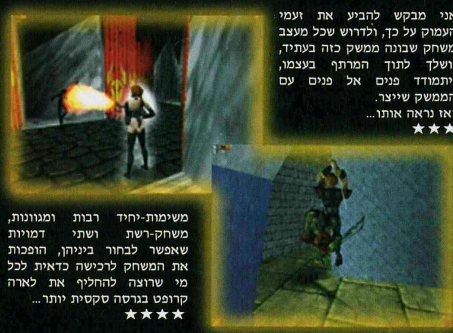 אני מבקש להביע את זעמי
העמוק על כך, ולדרוש שכל מעצב
משחק שבונה ממשק כזה בעתיד,
יושלך לתוך המרתף בעצמו,
ויתמודד פנים אל פנים עם
הממשק שייצר.
ואז נראה אותו...
★★★
משימות-יחיד רבות ומגוונות,
משחק-רשת ושתי דמויות
שאפשר לבחור ביניהן, הופכות
את המשחק לרכישה כדאית לכל
מי שרוצה להחליף את לארה
קרופט בגרסה סקסית יותר...
★★★★